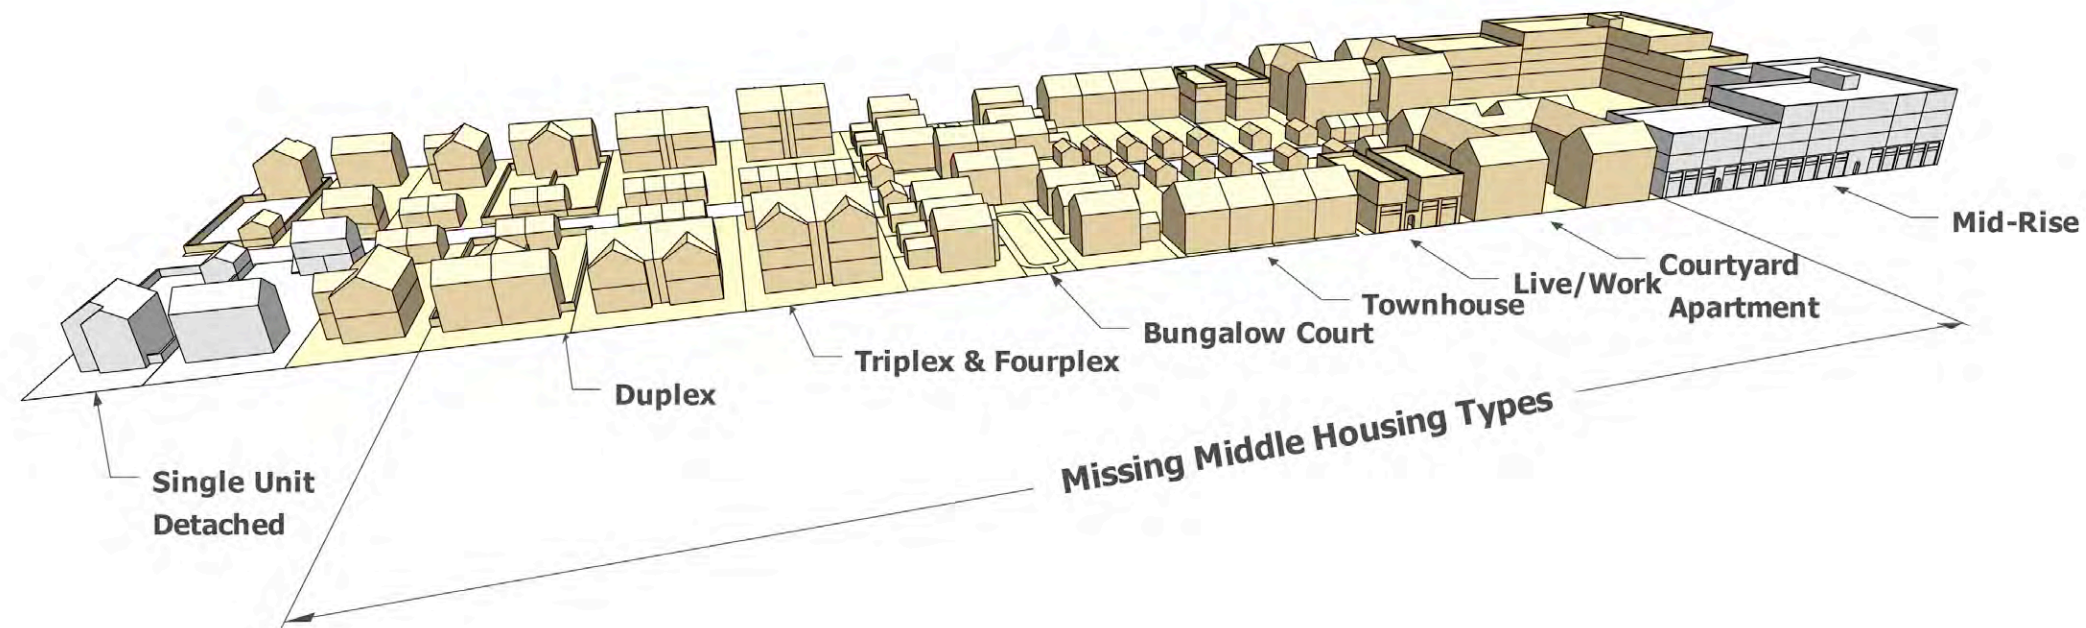 Single Unit
Detached
Duplex
Triplex & Fourplex
Bungalow Court
Townhouse
Live/Work
Courtyard
Apartment
Mid-Rise
Missing Middle Housing Types